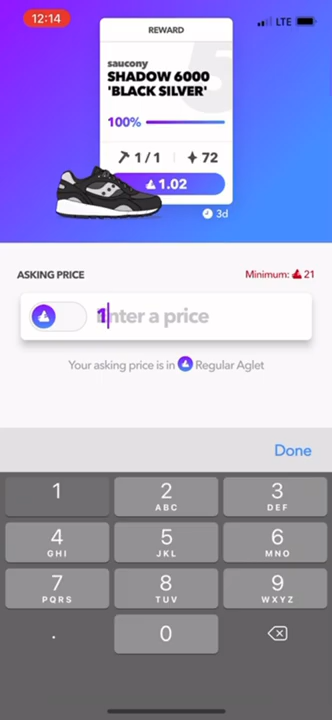 12:14
LTE
REWARD
saucony
SHADOW 6000
'BLACK SILVER'
100%
1 / 1 72
1.02
3d
ASKING PRICE Minimum: 21
1 Enter a price
Your asking price is in Regular Aglet
Done
1 2 ABC 3 DEF
4 GHI 5 JKL 6 MNO
7 PQRS 8 TUV 9 WXYZ
. 0